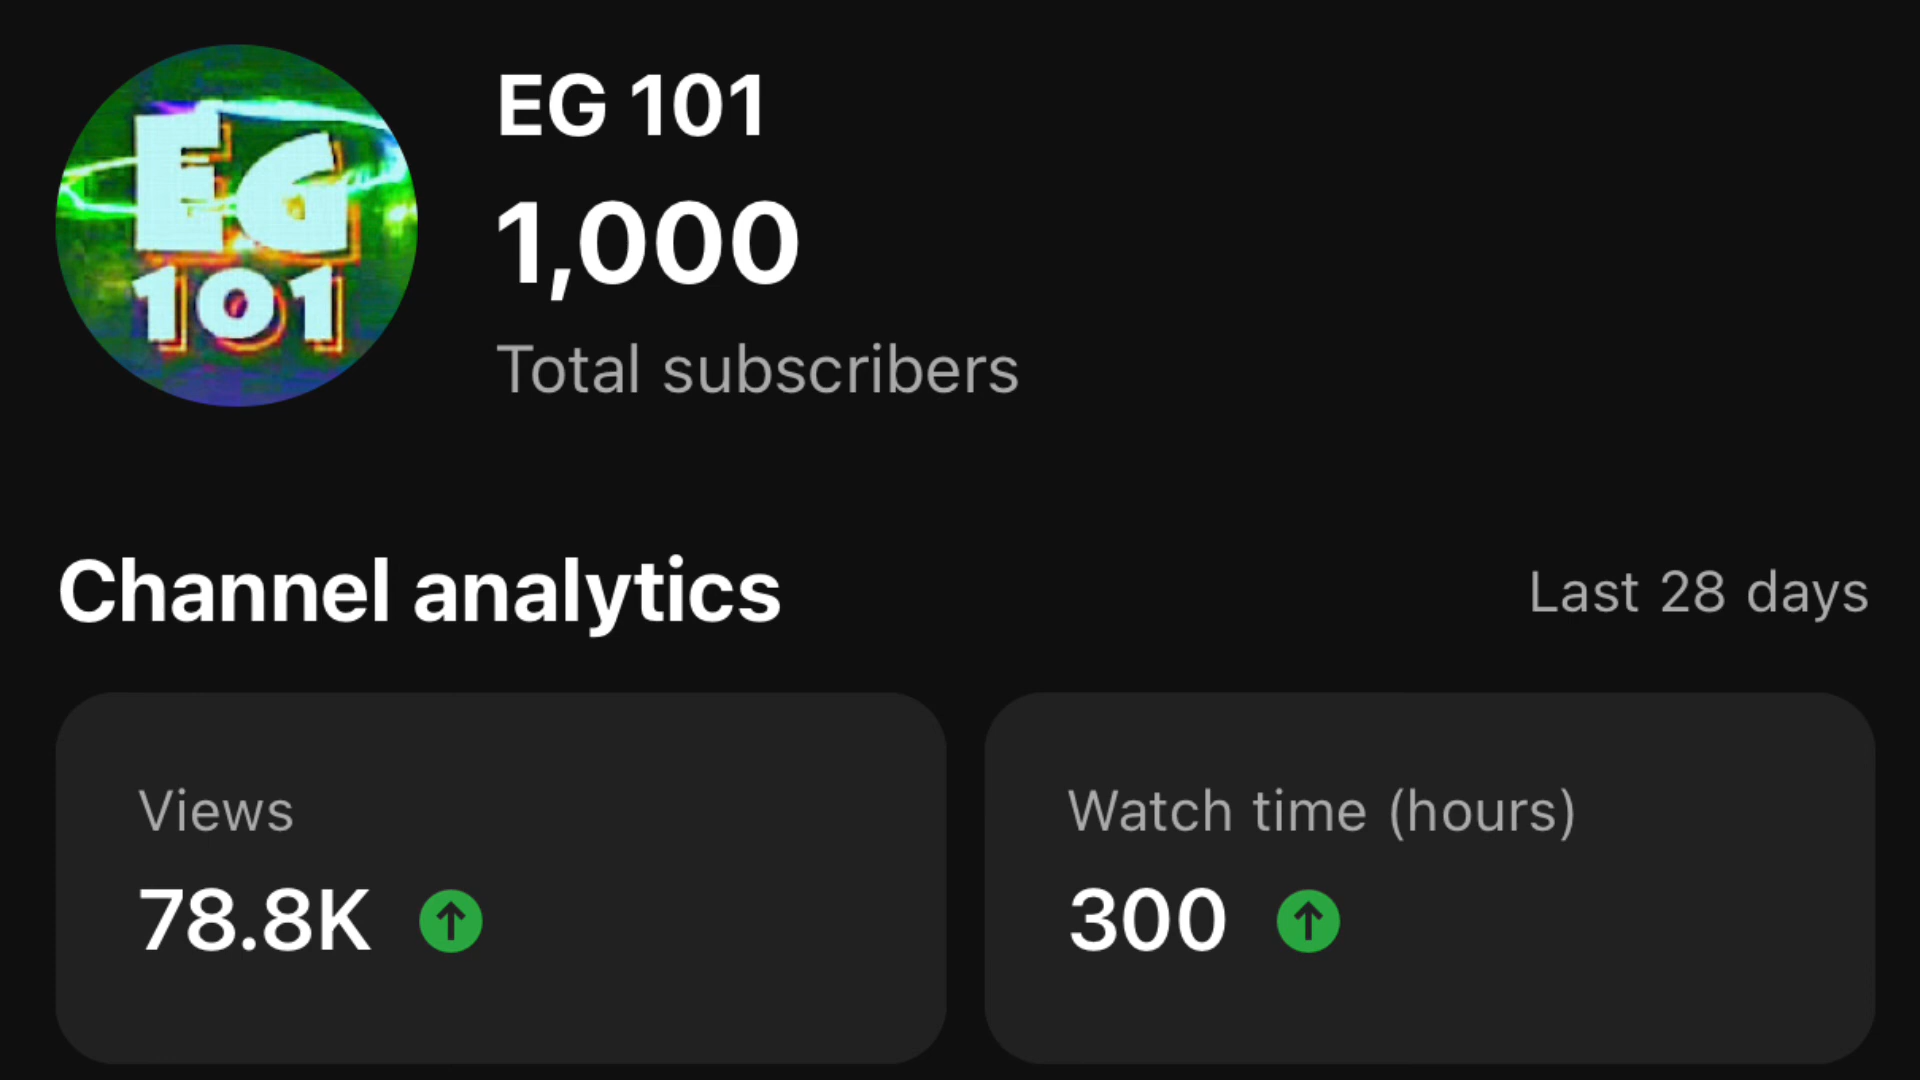 EG
101
EG 101
1,000
Total subscribers
Channel analytics
Last 28 days
Views
78.8K
Watch time (hours)
300